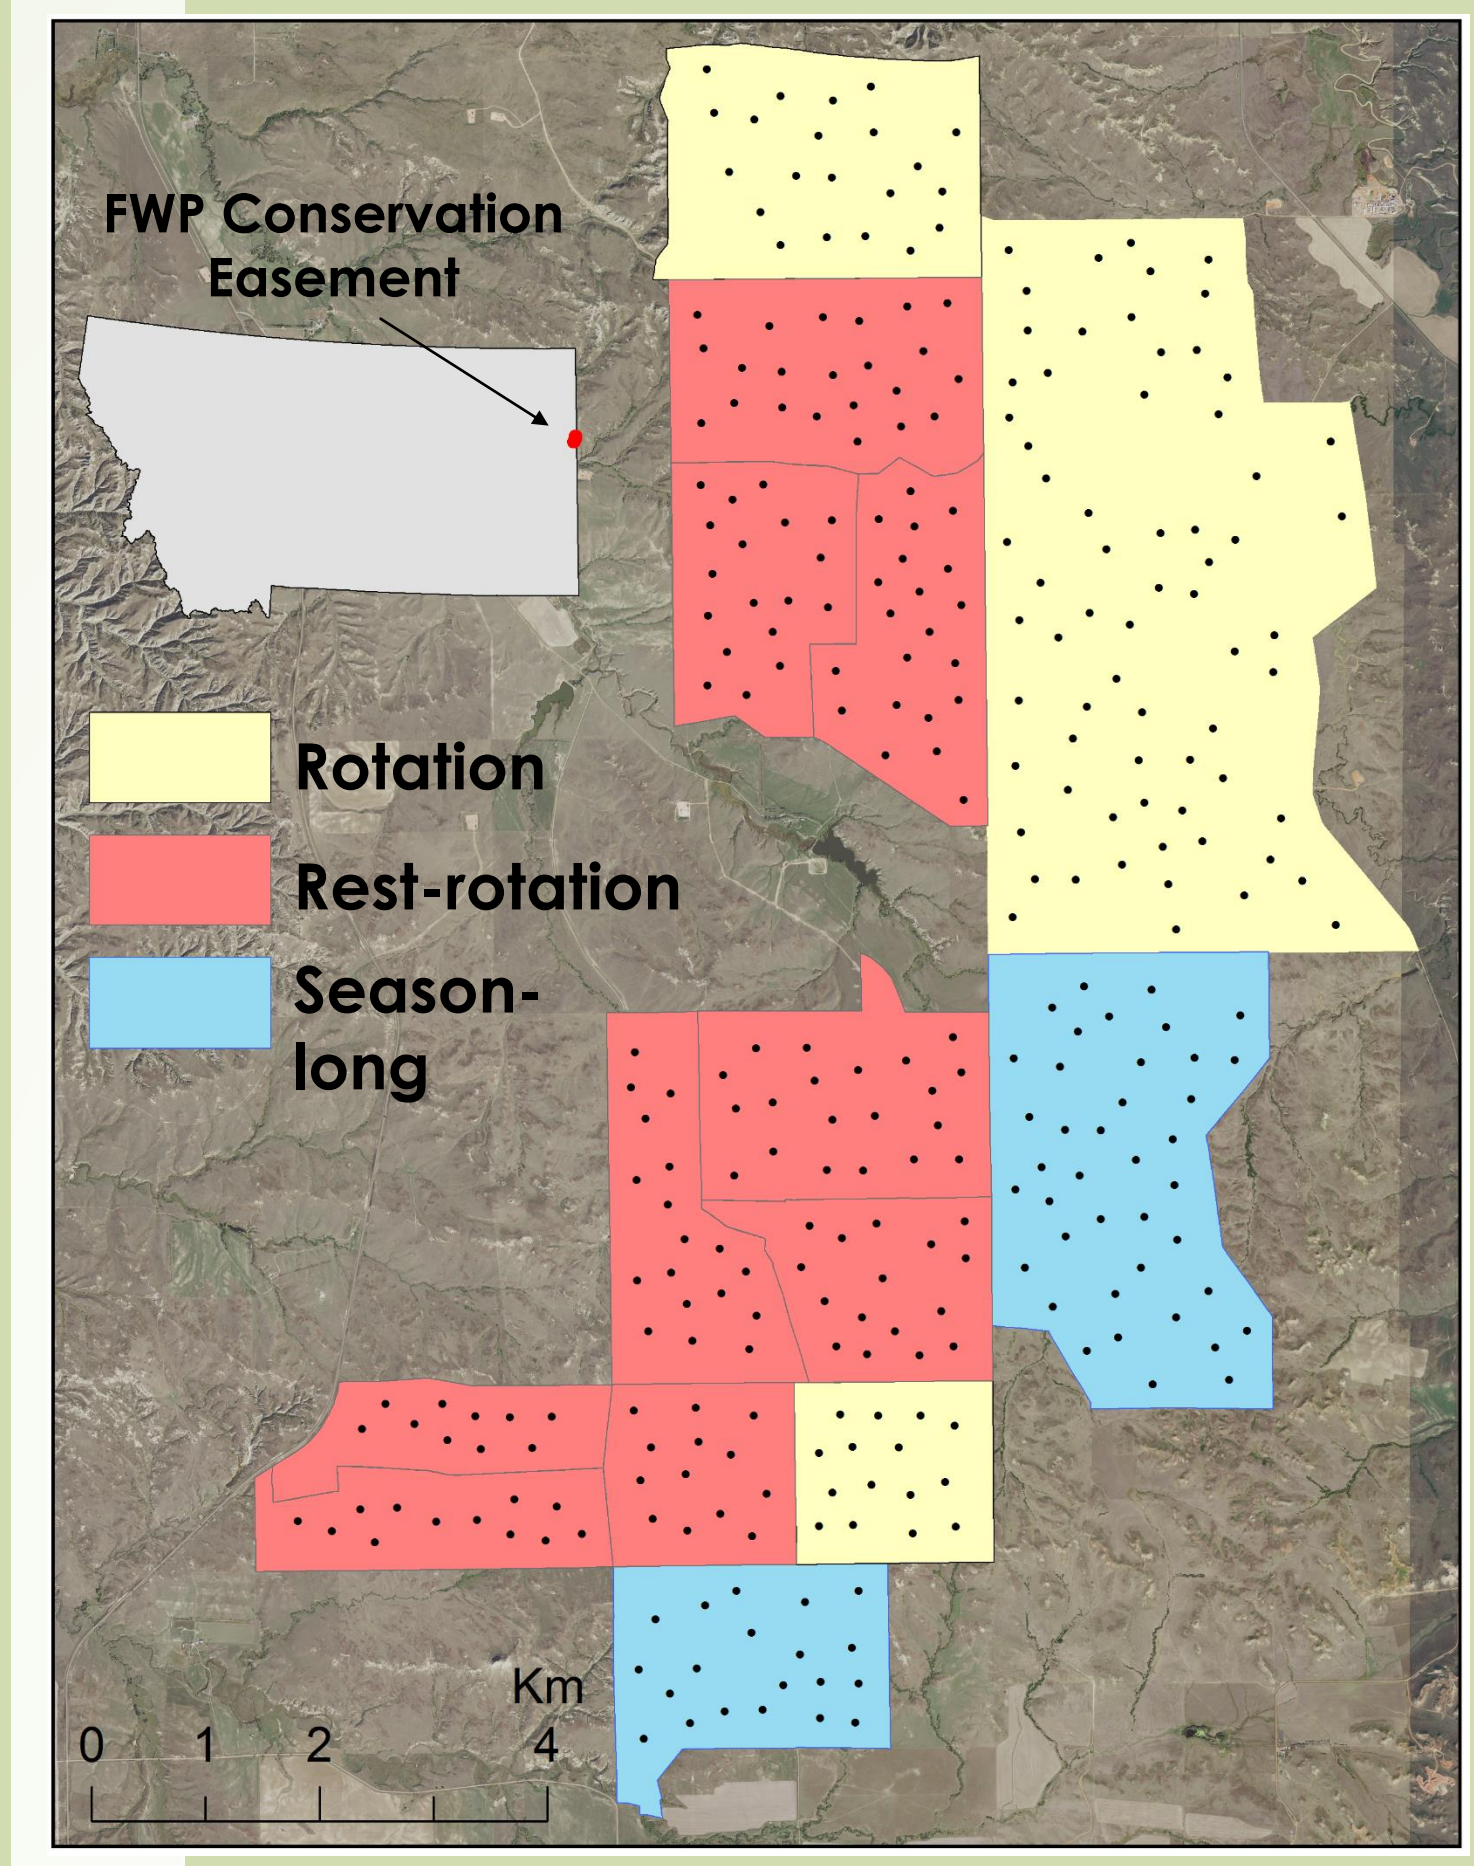 FWP Conservation
Easement
Rotation
Rest-rotation
Season-
long
Km
0 1 2 4